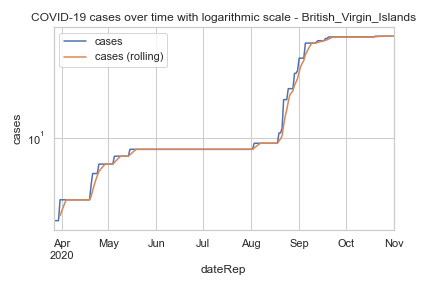 COVID-19 cases over time with logarithmic scale - British_Virgin_Islands
cases
cases (rolling)
cases
10¹
Apr
2020
May
Jun
Jul
Aug
Sep
Oct
Nov
dateRep